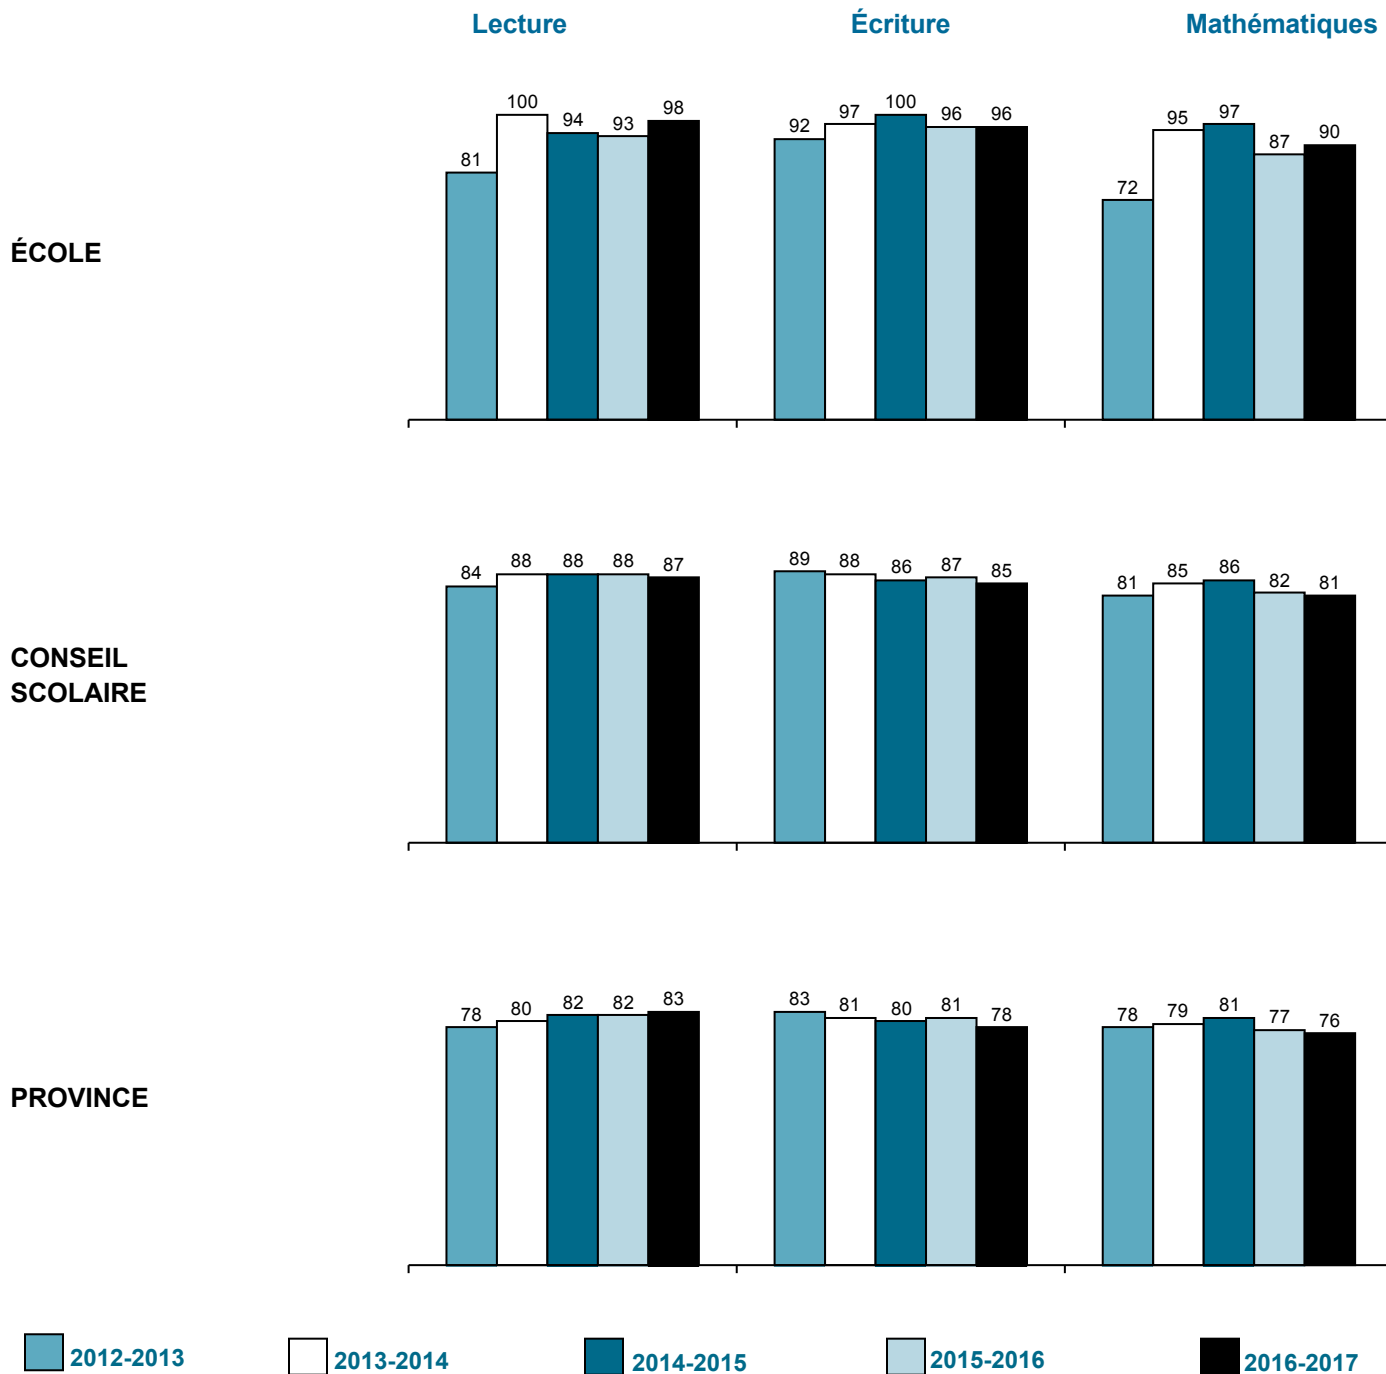 Lecture Écriture Mathématiques
81 100 94 93 98 92 97 100 96 96 72 95 97 87 90
ÉCOLE
84 88 88 88 87 89 88 86 87 85 81 85 86 82 81
CONSEIL
SCOLAIRE
78 80 82 82 83 83 81 80 81 78 78 79 81 77 76
PROVINCE
2012-2013 2013-2014 2014-2015 2015-2016 2016-2017